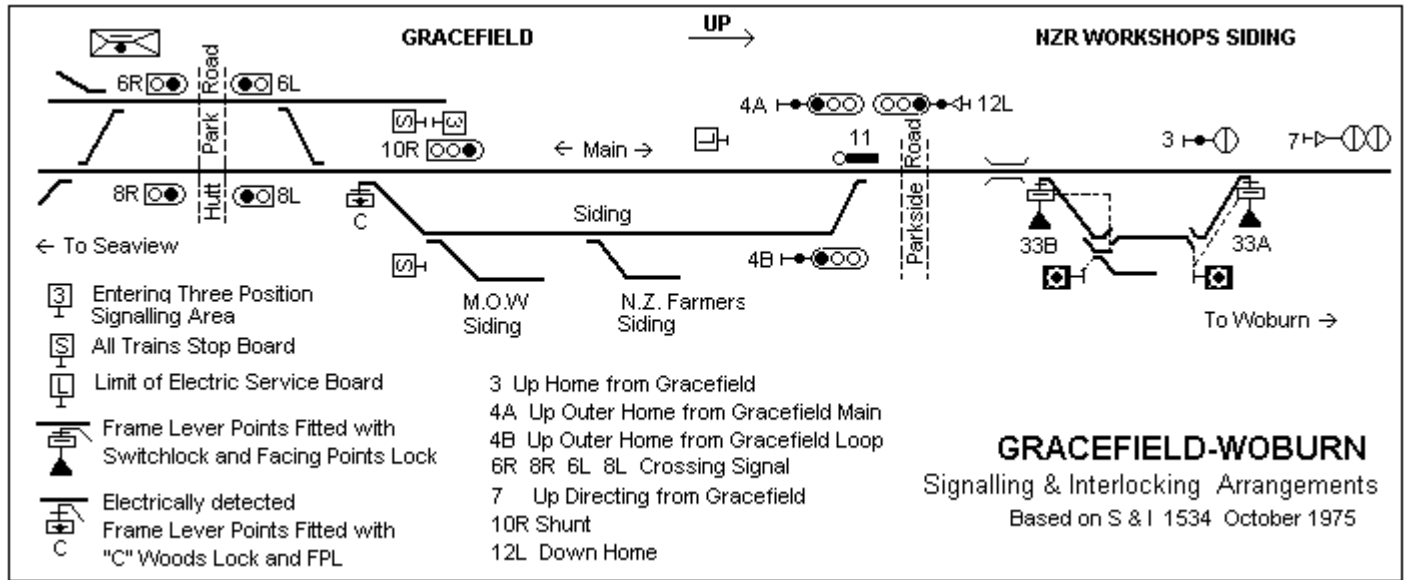 GRACEFIELD
UP
NZR WORKSHOPS SIDING
6R
6L
Hutt Park Road
4A
12L
10R
← Main →
11
3
7
8R
8L
C
Siding
Parkside Road
33B
33A
← To Seaview
S
3
L
S
4B
M.O.W
Siding
N.Z. Farmers
Siding
To Woburn →
3 Entering Three Position
Signalling Area
S All Trains Stop Board
L Limit of Electric Service Board
Frame Lever Points Fitted with
Switchlock and Facing Points Lock
Electrically detected
Frame Lever Points Fitted with
C "C" Woods Lock and FPL
3 Up Home from Gracefield
4A Up Outer Home from Gracefield Main
4B Up Outer Home from Gracefield Loop
6R 8R 6L 8L Crossing Signal
7 Up Directing from Gracefield
10R Shunt
12L Down Home
GRACEFIELD-WOBURN
Signalling & Interlocking Arrangements
Based on S & I 1534 October 1975